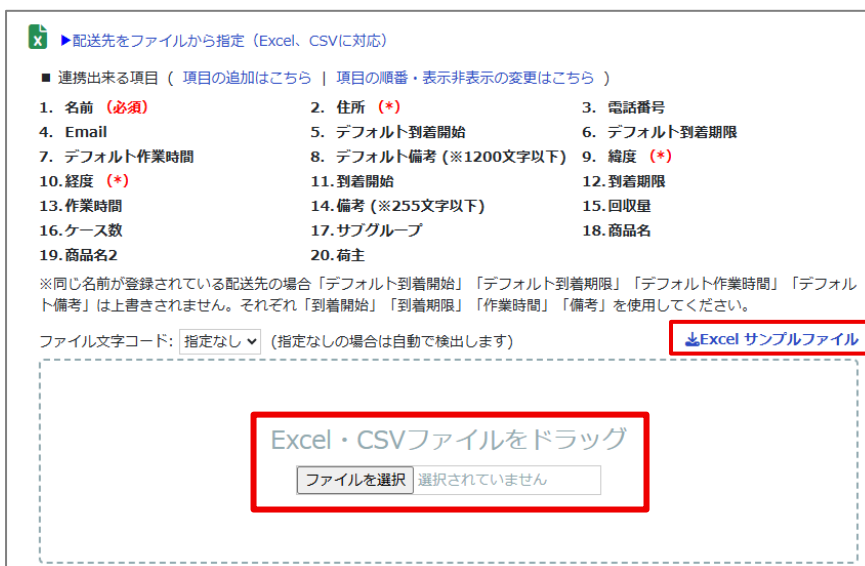 X ▶配送先をファイルから指定（Excel、CSVに対応）
■ 連携出来る項目 ( 項目の追加はこちら | 項目の順番・表示非表示の変更はこちら )
1. 名前 （必須） 2. 住所 （*） 3. 電話番号
4. Email 5. デフォルト到着開始 6. デフォルト到着期限
7. デフォルト作業時間 8. デフォルト備考 (※1200文字以下) 9. 緯度 （*）
10.経度 （*） 11.到着開始 12.到着期限
13.作業時間 14.備考 (※255文字以下) 15.回収量
16.ケース数 17.サブグループ 18.商品名
19.商品名2 20.荷主
※同じ名前が登録されている配送先の場合「デフォルト到着開始」「デフォルト到着期限」「デフォルト作業時間」「デフォル
ト備考」は上書きされません。それぞれ「到着開始」「到着期限」「作業時間」「備考」を使用してください。
ファイル文字コード: 指定なし (指定なしの場合は自動で検出します) Excel サンプルファイル
Excel・CSVファイルをドラッグ
ファイルを選択 選択されていません